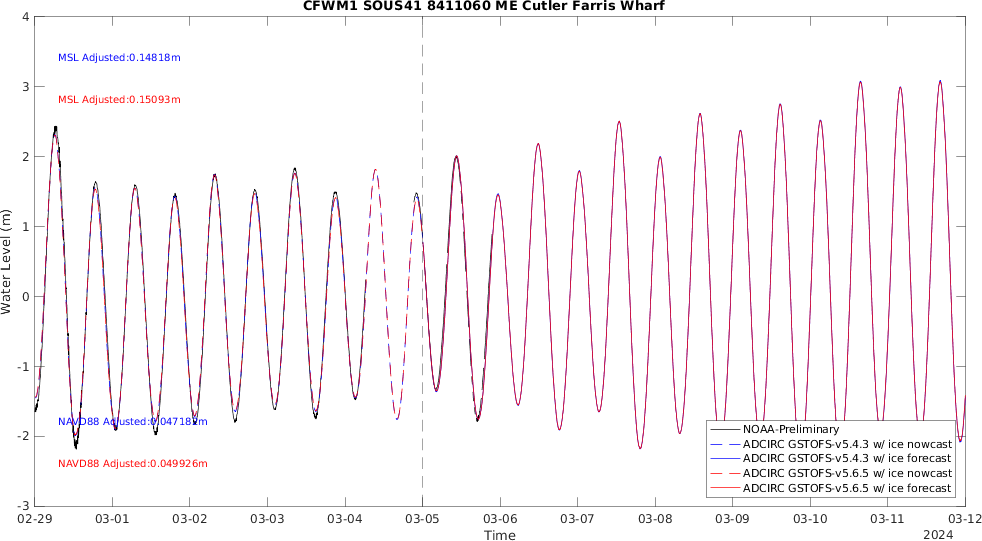 CFWM1 SOUS41 8411060 ME Cutler Farris Wharf
4
3
2
1
0
-1
-2
-3
Water Level (m)
MSL Adjusted:0.14818m
MSL Adjusted:0.15093m
NAVD88 Adjusted:0.047182m
NAVD88 Adjusted:0.049926m
NOAA-Preliminary
ADCIRC GSTOFS-v5.4.3 w/ ice nowcast
ADCIRC GSTOFS-v5.4.3 w/ ice forecast
ADCIRC GSTOFS-v5.6.5 w/ ice nowcast
ADCIRC GSTOFS-v5.6.5 w/ ice forecast
02-29 03-01 03-02 03-03 03-04 03-05 03-06 03-07 03-08 03-09 03-10 03-11 03-12
Time
2024